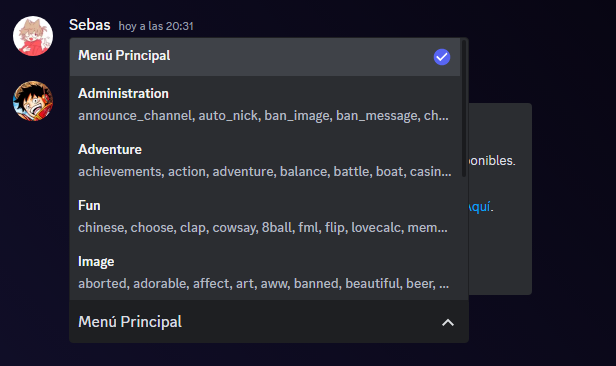 Sebas hoy a las 20:31
Menú Principal
Administration
announce_channel, auto_nick, ban_image, ban_message, ch...
Adventure
achievements, action, adventure, balance, battle, boat, casin...
ponibles.
Fun
Aquí.
chinese, choose, clap, cowsay, 8ball, fml, flip, lovecalc, mem...
Image
aborted, adorable, affect, art, aww, banned, beautiful, beer, ...
Menú Principal